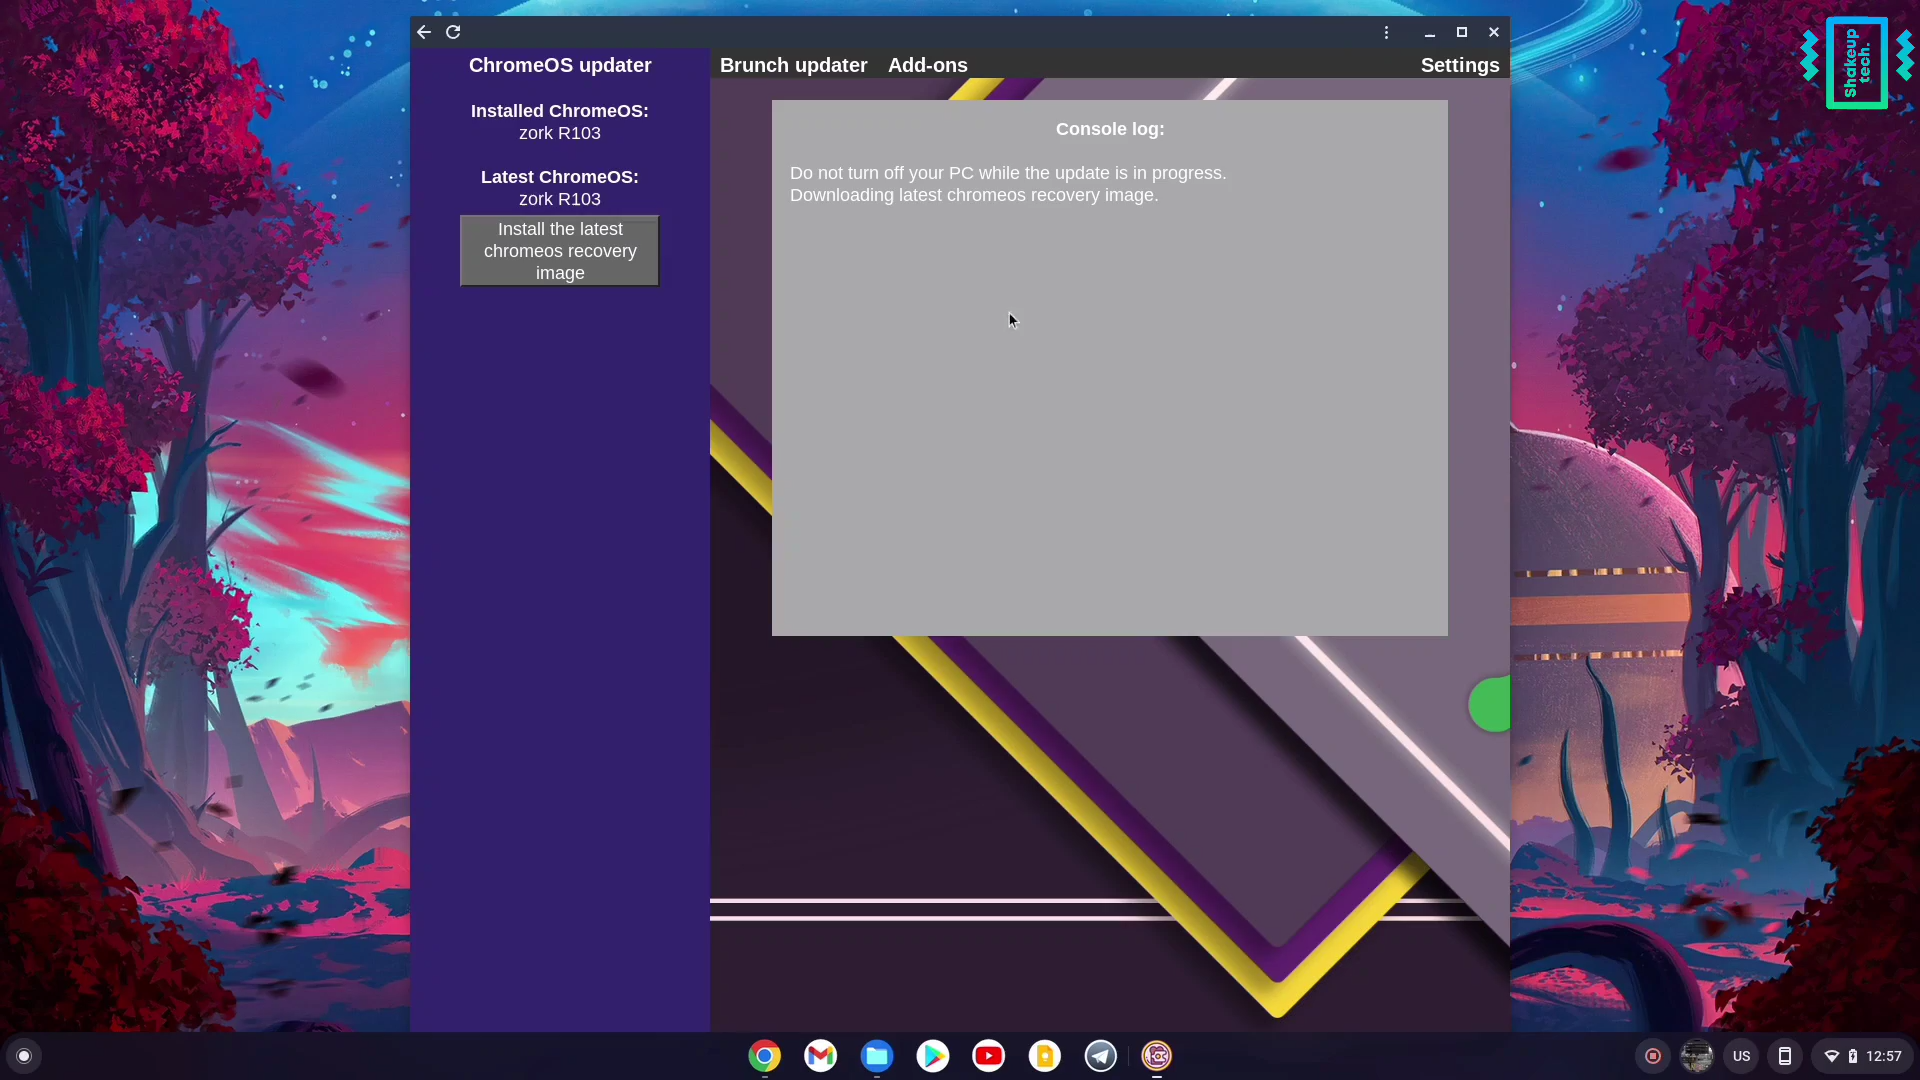 ChromeOS updater
Brunch updater
Add-ons
Settings
Installed ChromeOS:
zork R103
Latest ChromeOS:
zork R103
Install the latest
chromeos recovery
image
Console log:
Do not turn off your PC while the update is in progress.
Downloading latest chromeos recovery image.
Shakeup
tech.
US
12:57